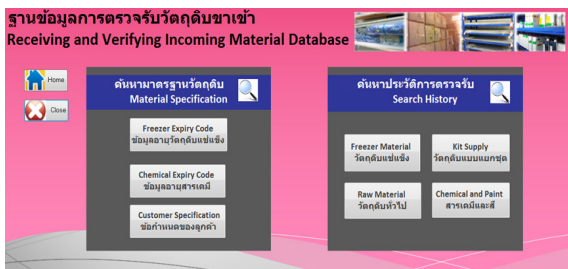 ฐานข้อมูลการตรวจรับวัตถุดิบขาเข้า
Receiving and Verifying Incoming Material Database
Home
Close
ค้นหามาตรฐานวัตถุดิบ
Material Specification
Freezer Expiry Code
ข้อมูลอายุวัตถุดิบแช่แข็ง
Chemical Expiry Code
ข้อมูลอายุสารเคมี
Customer Specification
ข้อกำหนดของลูกค้า
ค้นหาประวัติการตรวจรับ
Search History
Freezer Material
วัตถุดิบแช่แข็ง
Kit Supply
วัตถุดิบแบบแยกชุด
Raw Material
วัตถุดิบทั่วไป
Chemical and Paint
สารเคมีและสี